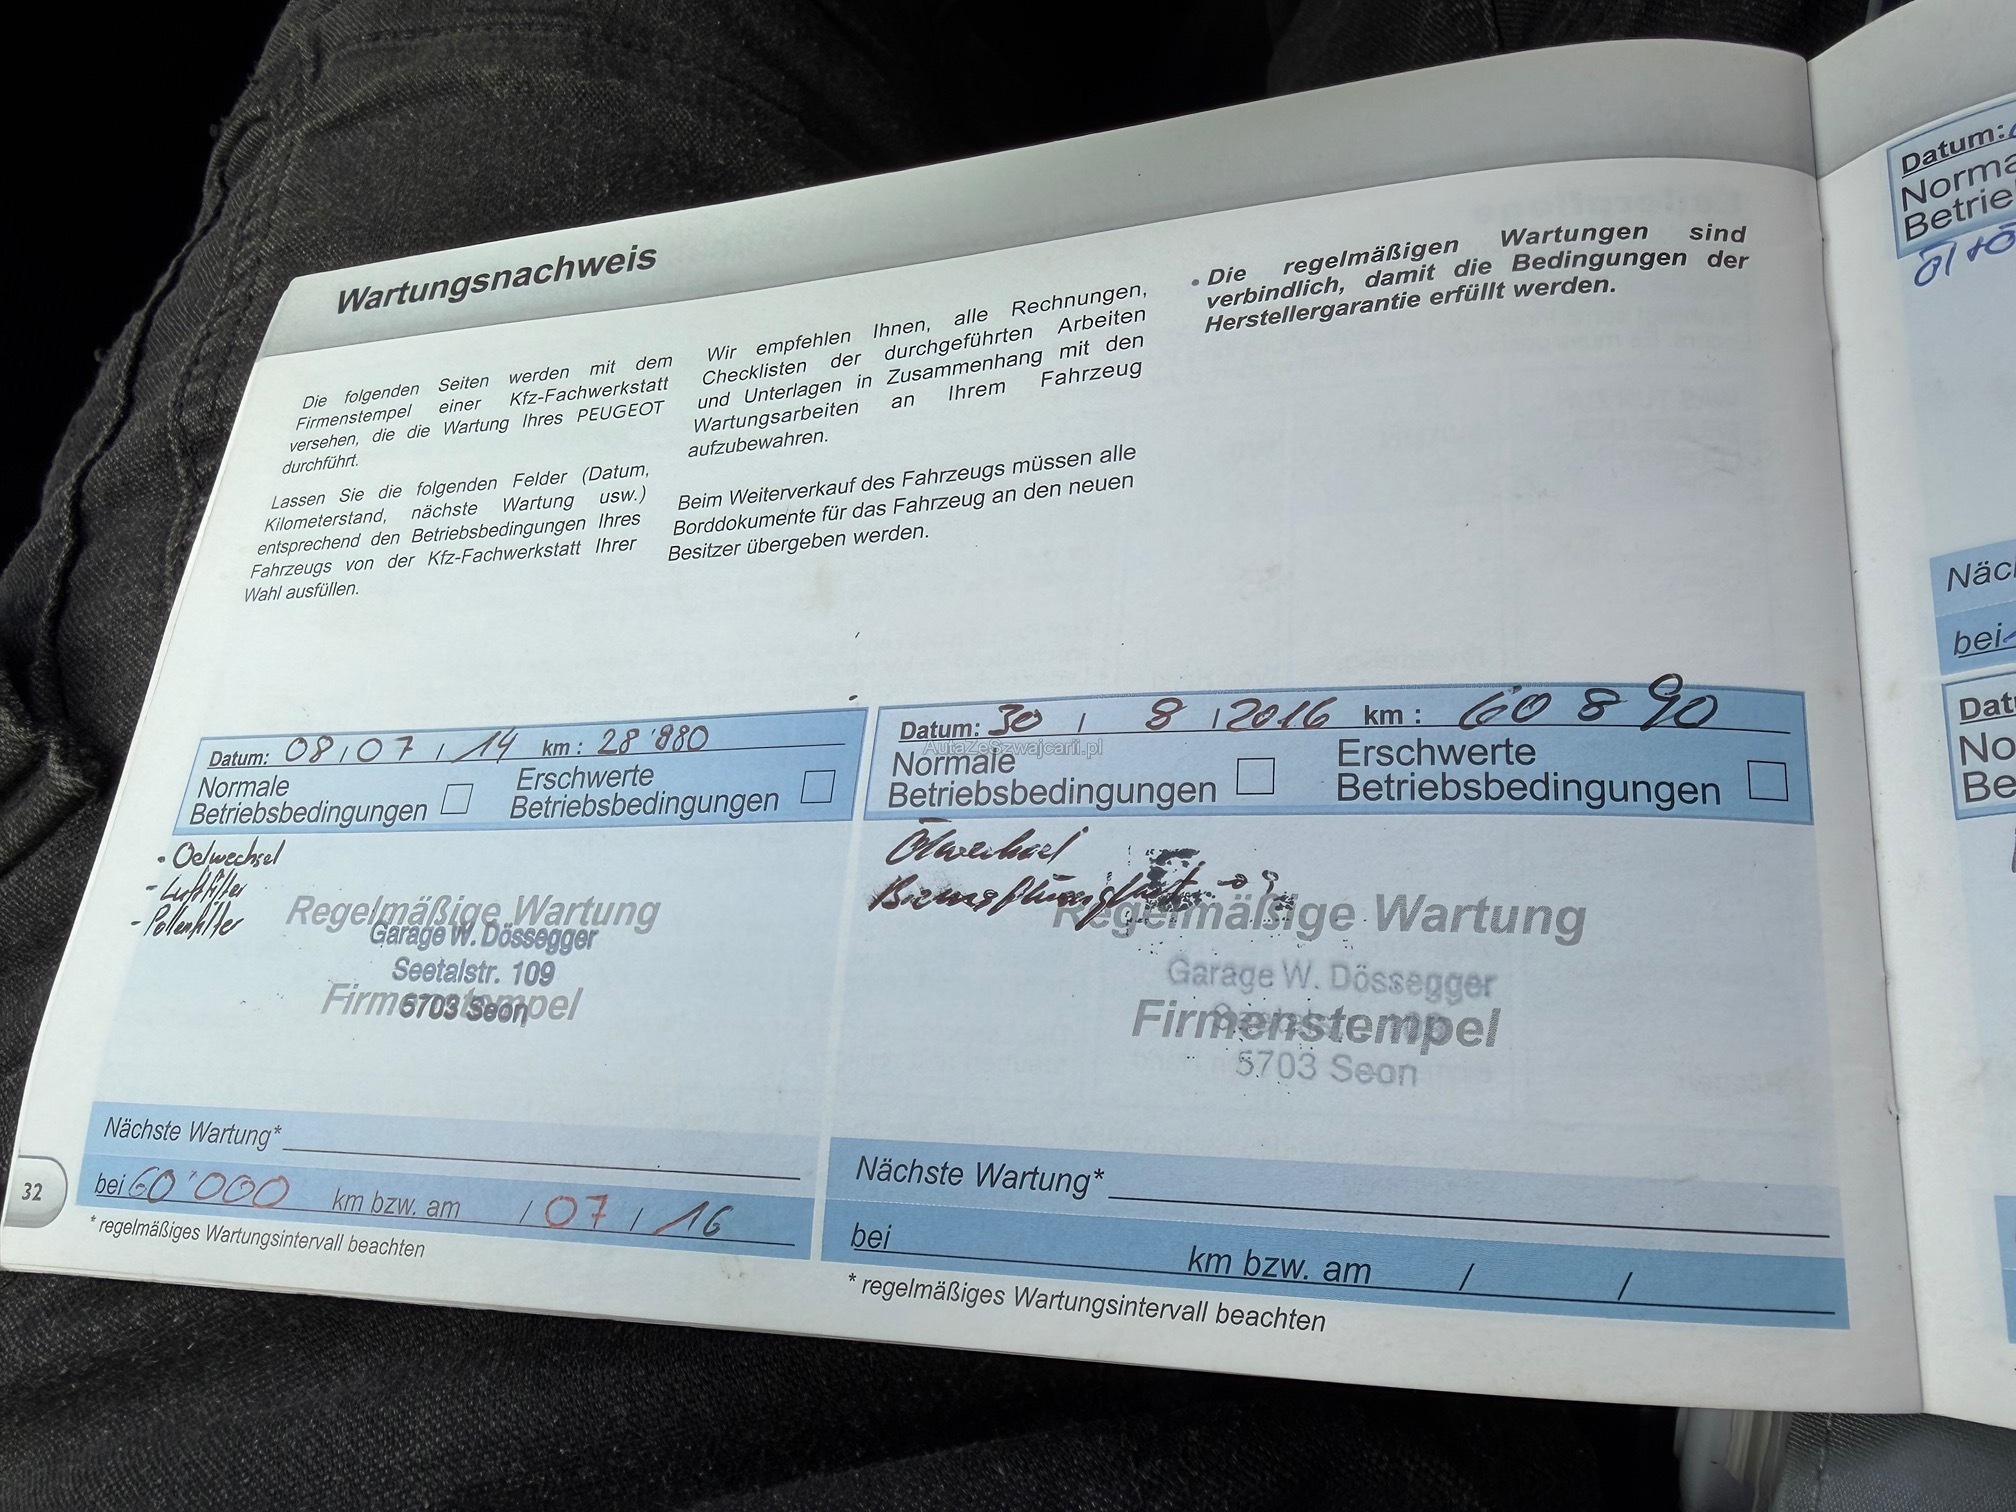 Wartungsnachweis
Die folgenden Seiten werden mit dem
Firmenstempel einer Kfz-Fachwerkstatt
versehen, die die Wartung Ihres PEUGEOT
durchführt.
Lassen Sie die folgenden Felder (Datum,
Kilometerstand, nächste Wartung usw.)
entsprechend den Betriebsbedingungen Ihres
Fahrzeugs von der Kfz-Fachwerkstatt Ihrer
Wahl ausfüllen.
Wir empfehlen Ihnen, alle Rechnungen,
Checklisten der durchgeführten Arbeiten
und Unterlagen in Zusammenhang mit den
Wartungsarbeiten an Ihrem Fahrzeug
aufzubewahren.
Beim Weiterverkauf des Fahrzeugs müssen alle
Borddokumente für das Fahrzeug an den neuen
Besitzer übergeben werden.
• Die regelmäßigen Wartungen sind
verbindlich, damit die Bedingungen der
Herstellergarantie erfüllt werden.
Datum: 08 / 07 / 14 km : 28'880
Normale
Betriebsbedingungen
Erschwerte
Betriebsbedingungen
- Oelwechsel
- Luftfilter
- Pollenfilter
Regelmäßige Wartung
Garage W. Dössegger
Seetalstr. 109
Firmenstempel
5703 Seon
Nächste Wartung*
bei 60'000 km bzw. am / 07 / 16
* regelmäßiges Wartungsintervall beachten
32
Datum: 30 / 8 / 2016 km : 60 890
AutaZeSzwajcarii.pl
Normale
Betriebsbedingungen
Erschwerte
Betriebsbedingungen
Ölwechsel
Regelmäßige Wartung
Garage W. Dössegger
Firmenstempel
5703 Seon
Nächste Wartung*
bei km bzw. am / /
* regelmäßiges Wartungsintervall beachten
Datum:
Norma
Betrie
Näc
bei
Dat
No
Be